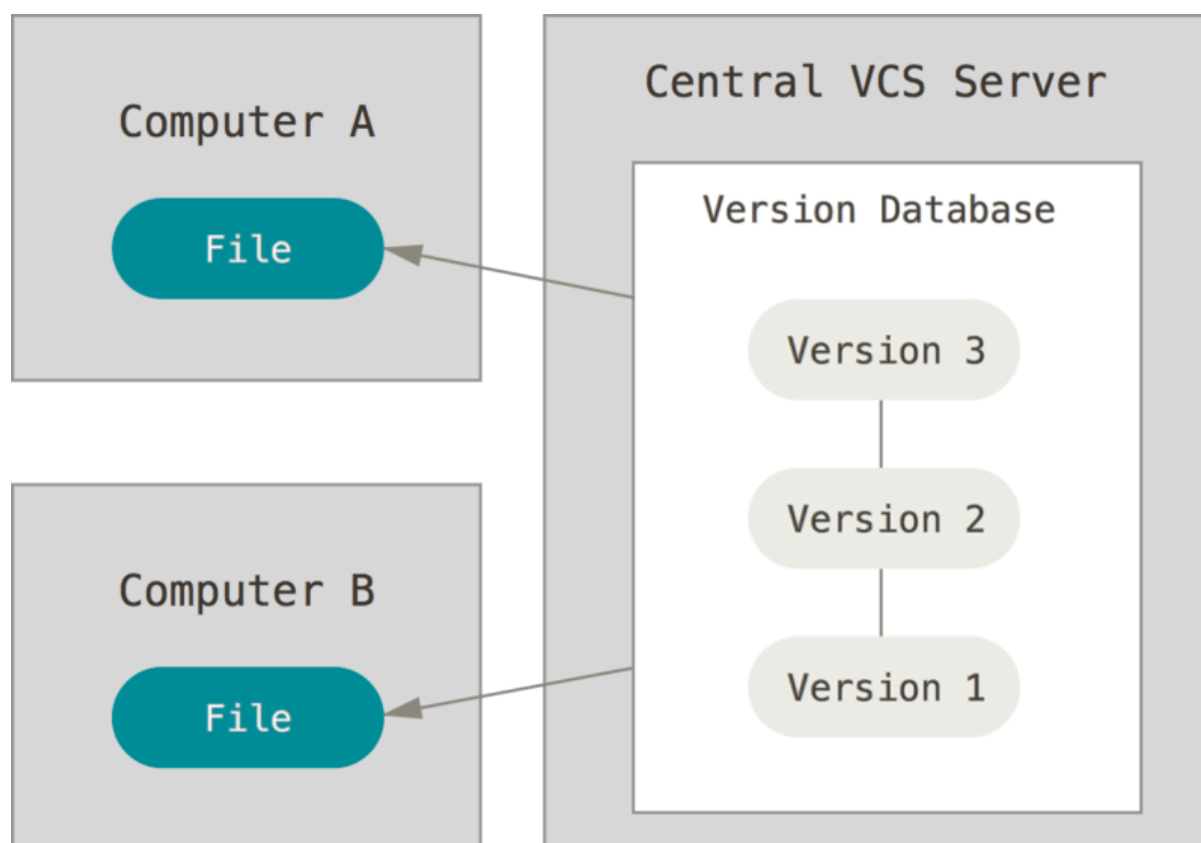 Computer A
File
Computer B
File
Central VCS Server
Version Database
Version 3
Version 2
Version 1